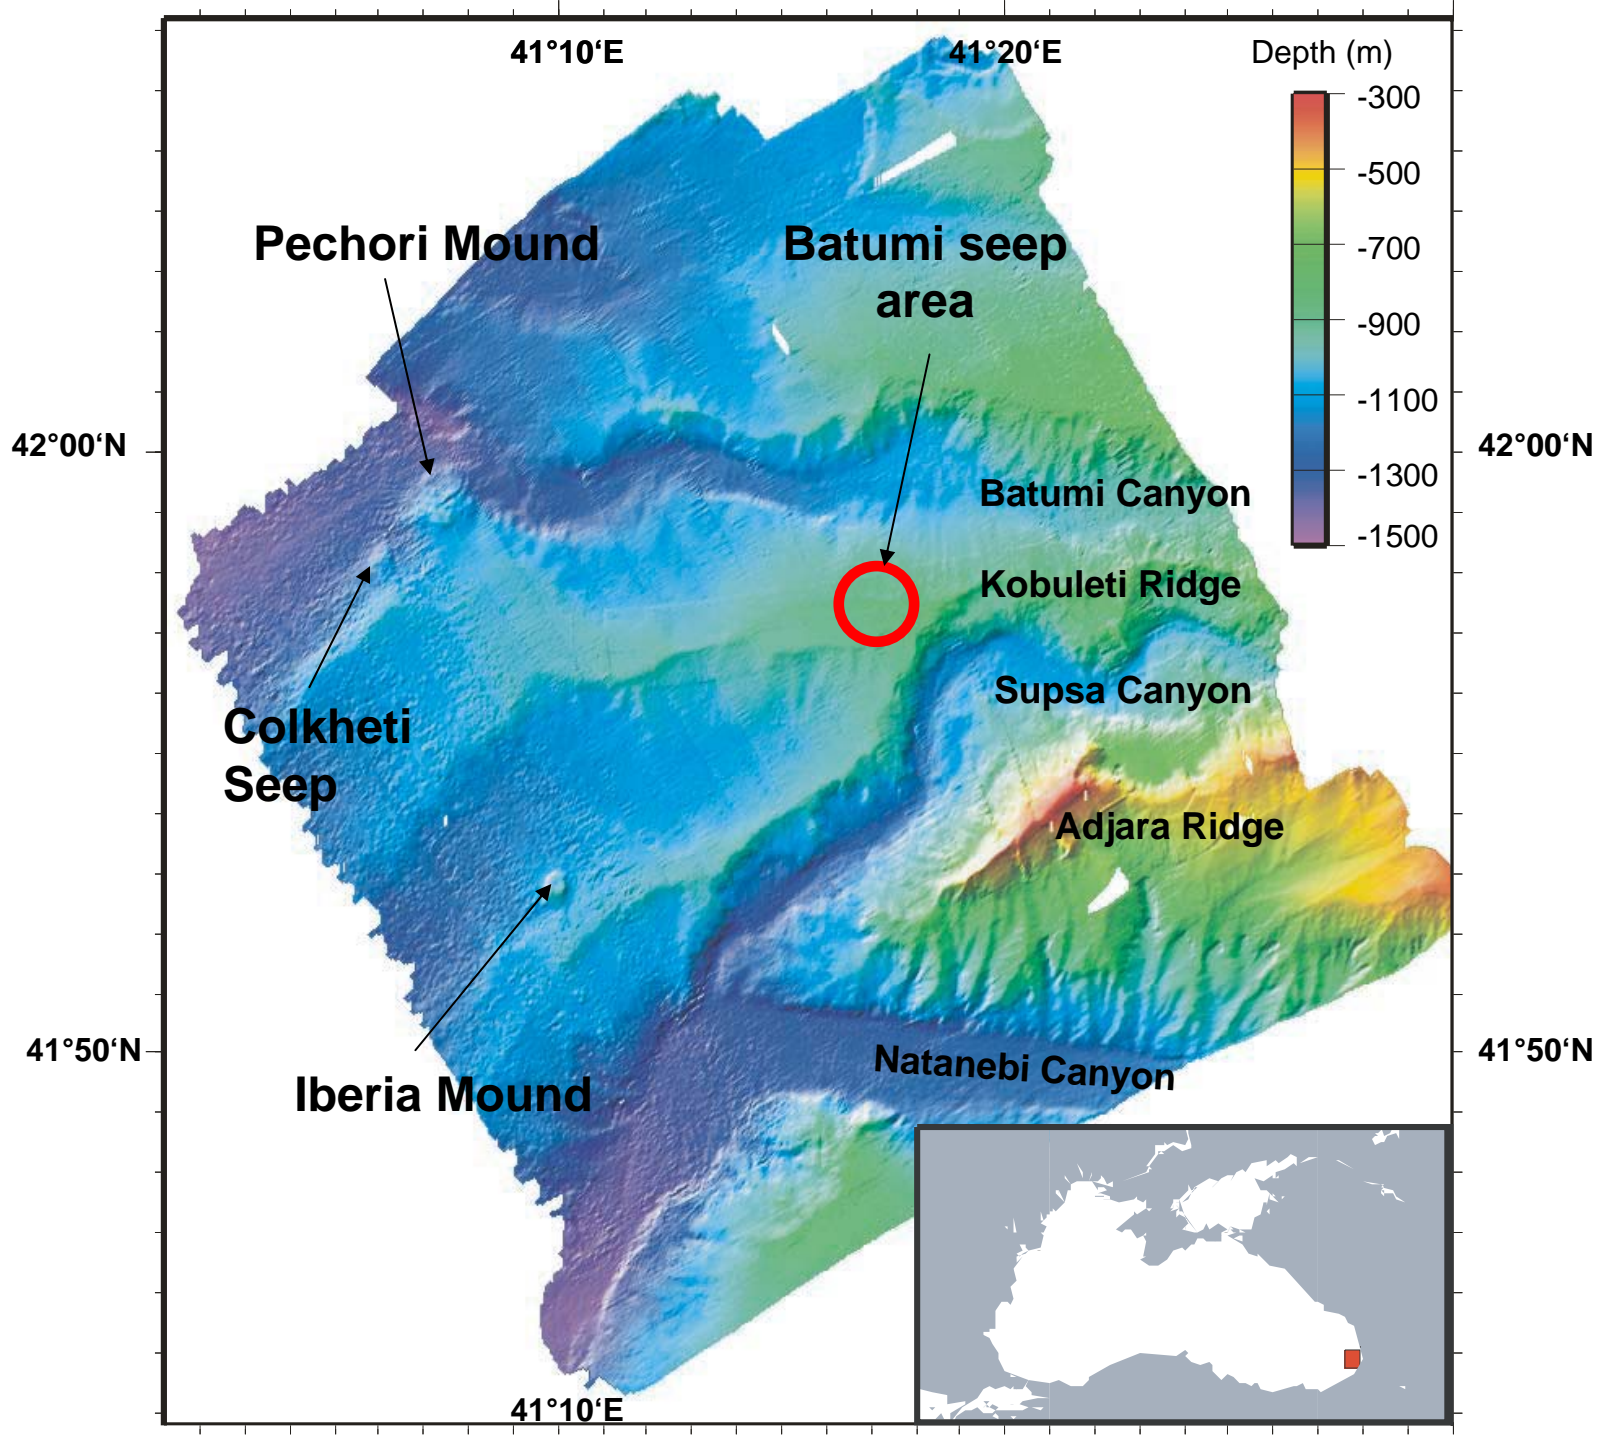 41°10‘E
41°20‘E
Depth (m)
-300
-500
-700
-900
-1100
-1300
-1500
Pechori Mound
Batumi seep
area
42°00‘N
42°00‘N
Batumi Canyon
Kobuleti Ridge
Supsa Canyon
Colkheti
Seep
Adjara Ridge
41°50‘N
41°50‘N
Natanebi Canyon
Iberia Mound
41°10‘E